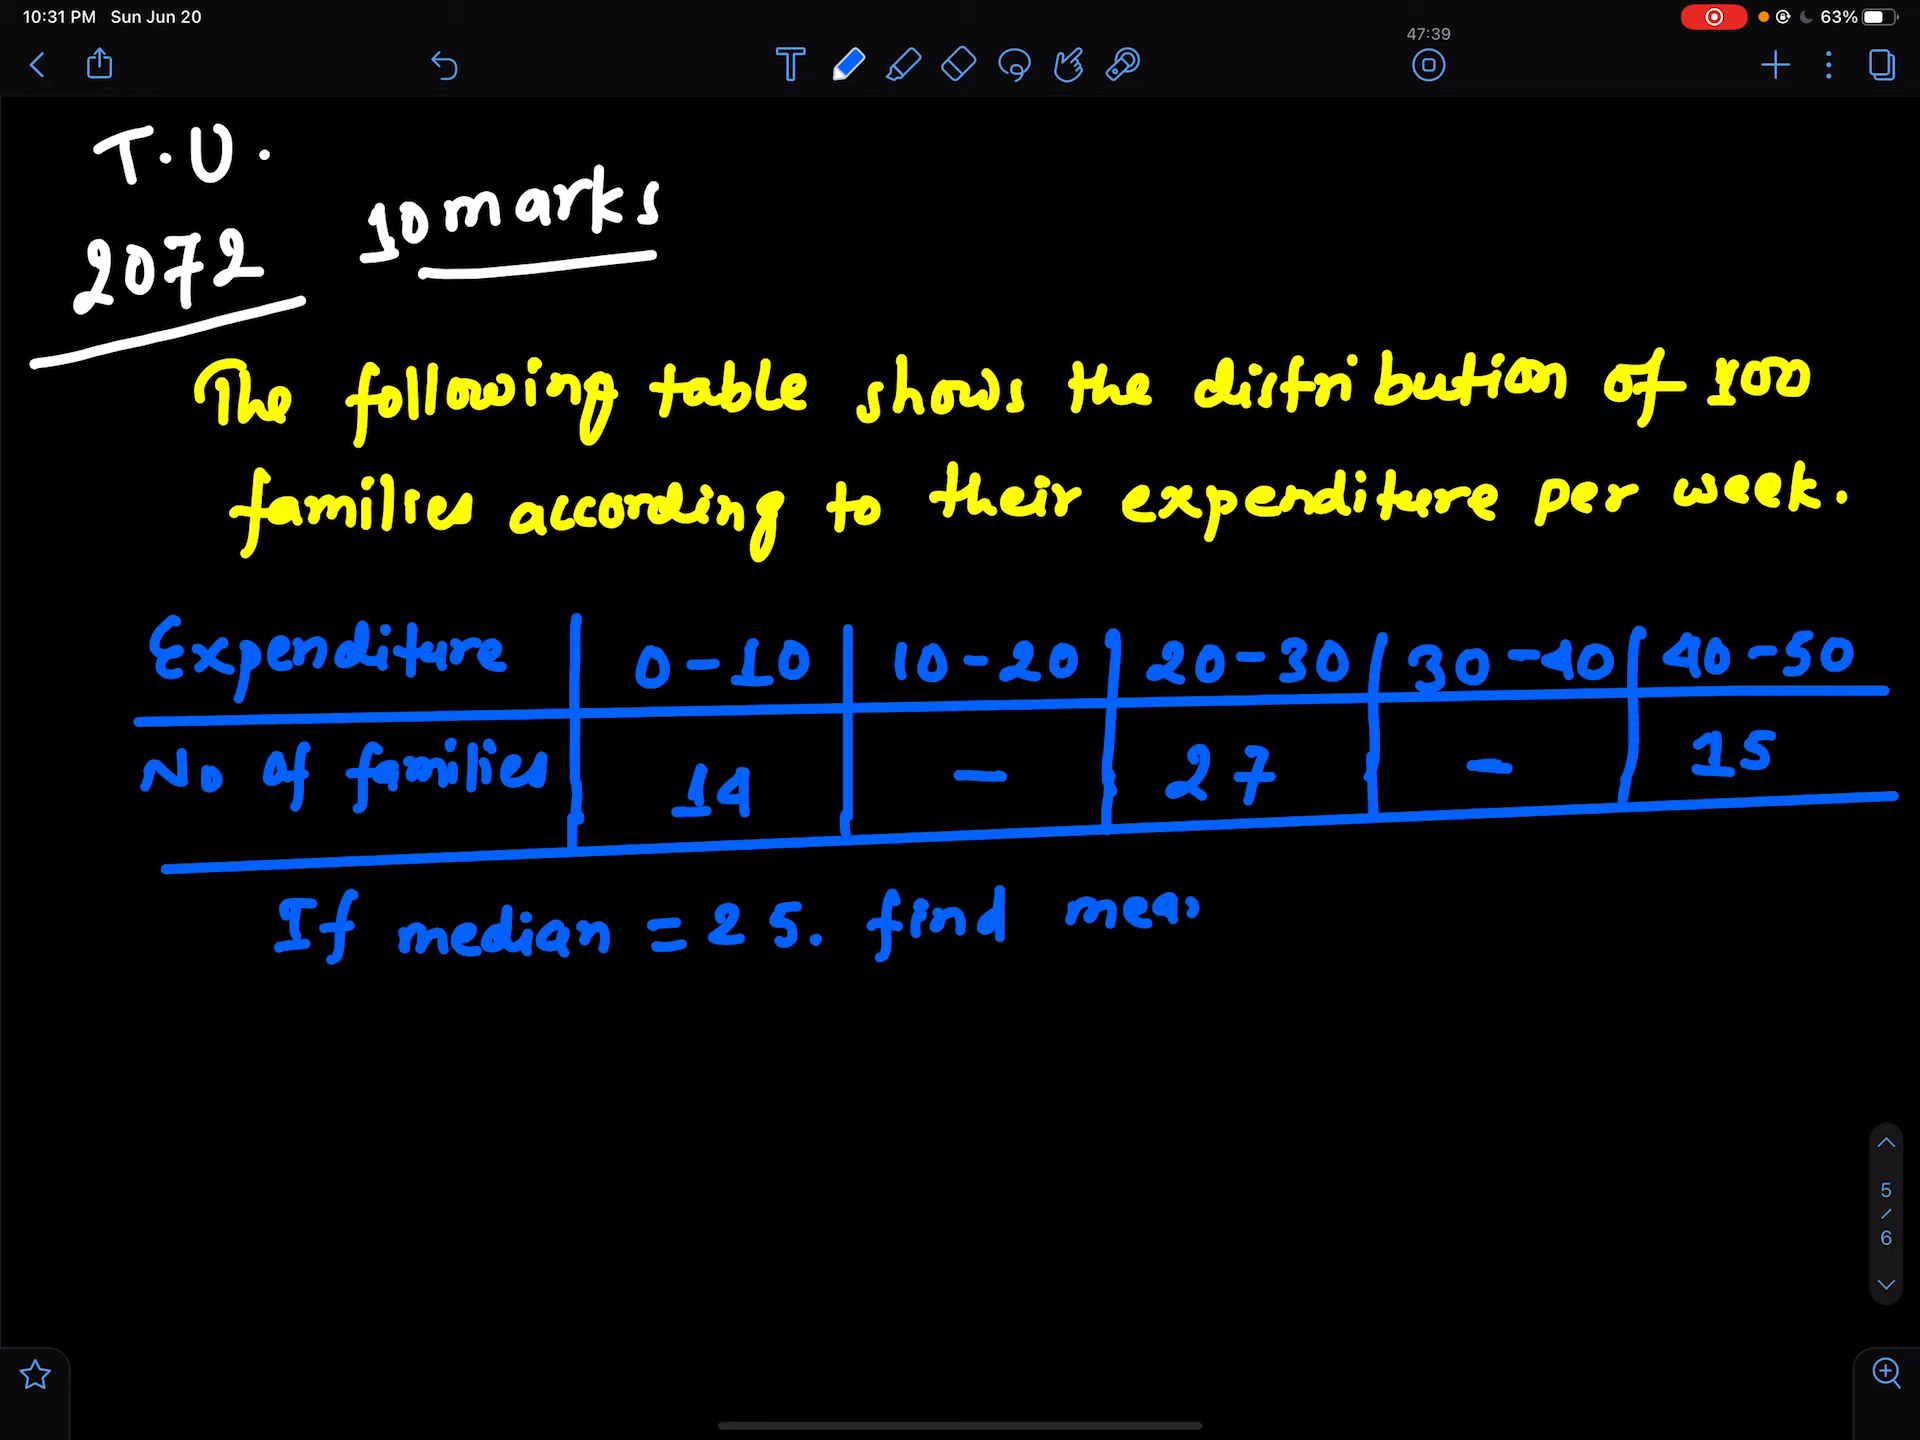 10:31 PM Sun Jun 20
63%
47:39
T.U.
2072
10 marks
The following table shows the distribution of 100
families according to their expenditure per week.
Expenditure 0-10 10-20 20-30 30-40 40-50
No of families 14 - 27 - 15
If median = 25. find mean
5
/
6